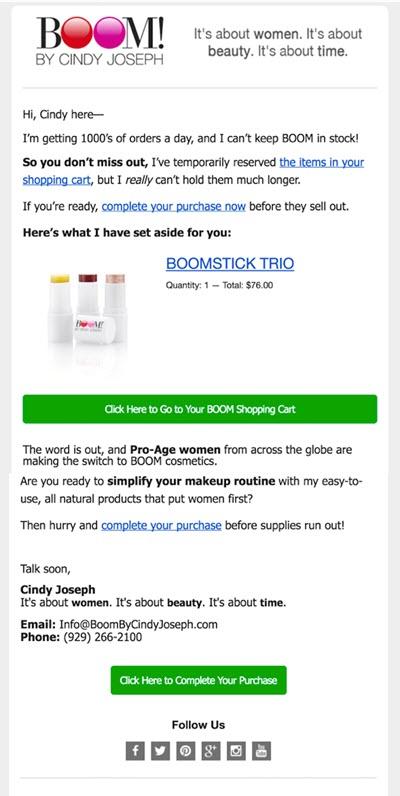 BOOM!
BY CINDY JOSEPH
It's about women. It's about
beauty. It's about time.
Hi, Cindy here—
I'm getting 1000's of orders a day, and I can't keep BOOM in stock!
So you don't miss out, I've temporarily reserved the items in your
shopping cart, but I really can't hold them much longer.
If you're ready, complete your purchase now before they sell out.
Here's what I have set aside for you:
BOOMSTICK TRIO
Quantity: 1 — Total: $76.00
BOOM!
BY CINDY JOSEPH
Click Here to Go to Your BOOM Shopping Cart
The word is out, and Pro-Age women from across the globe are
making the switch to BOOM cosmetics.
Are you ready to simplify your makeup routine with my easy-to-
use, all natural products that put women first?
Then hurry and complete your purchase before supplies run out!
Talk soon,
Cindy Joseph
It's about women. It's about beauty. It's about time.
Email: Info@BoomByCindyJoseph.com
Phone: (929) 266-2100
Click Here to Complete Your Purchase
Follow Us